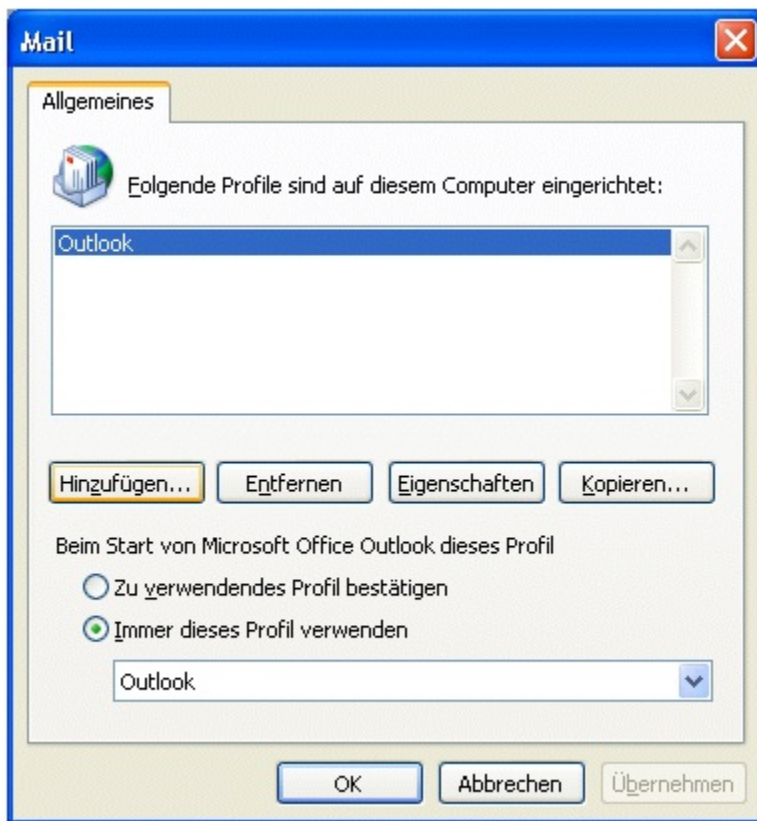 Mail
Allgemeines
Folgende Profile sind auf diesem Computer eingerichtet:
Outlook
Hinzufügen... Entfernen Eigenschaften Kopieren...
Beim Start von Microsoft Office Outlook dieses Profil
Zu verwendendes Profil bestätigen
Immer dieses Profil verwenden
Outlook
OK Abbrechen Übernehmen